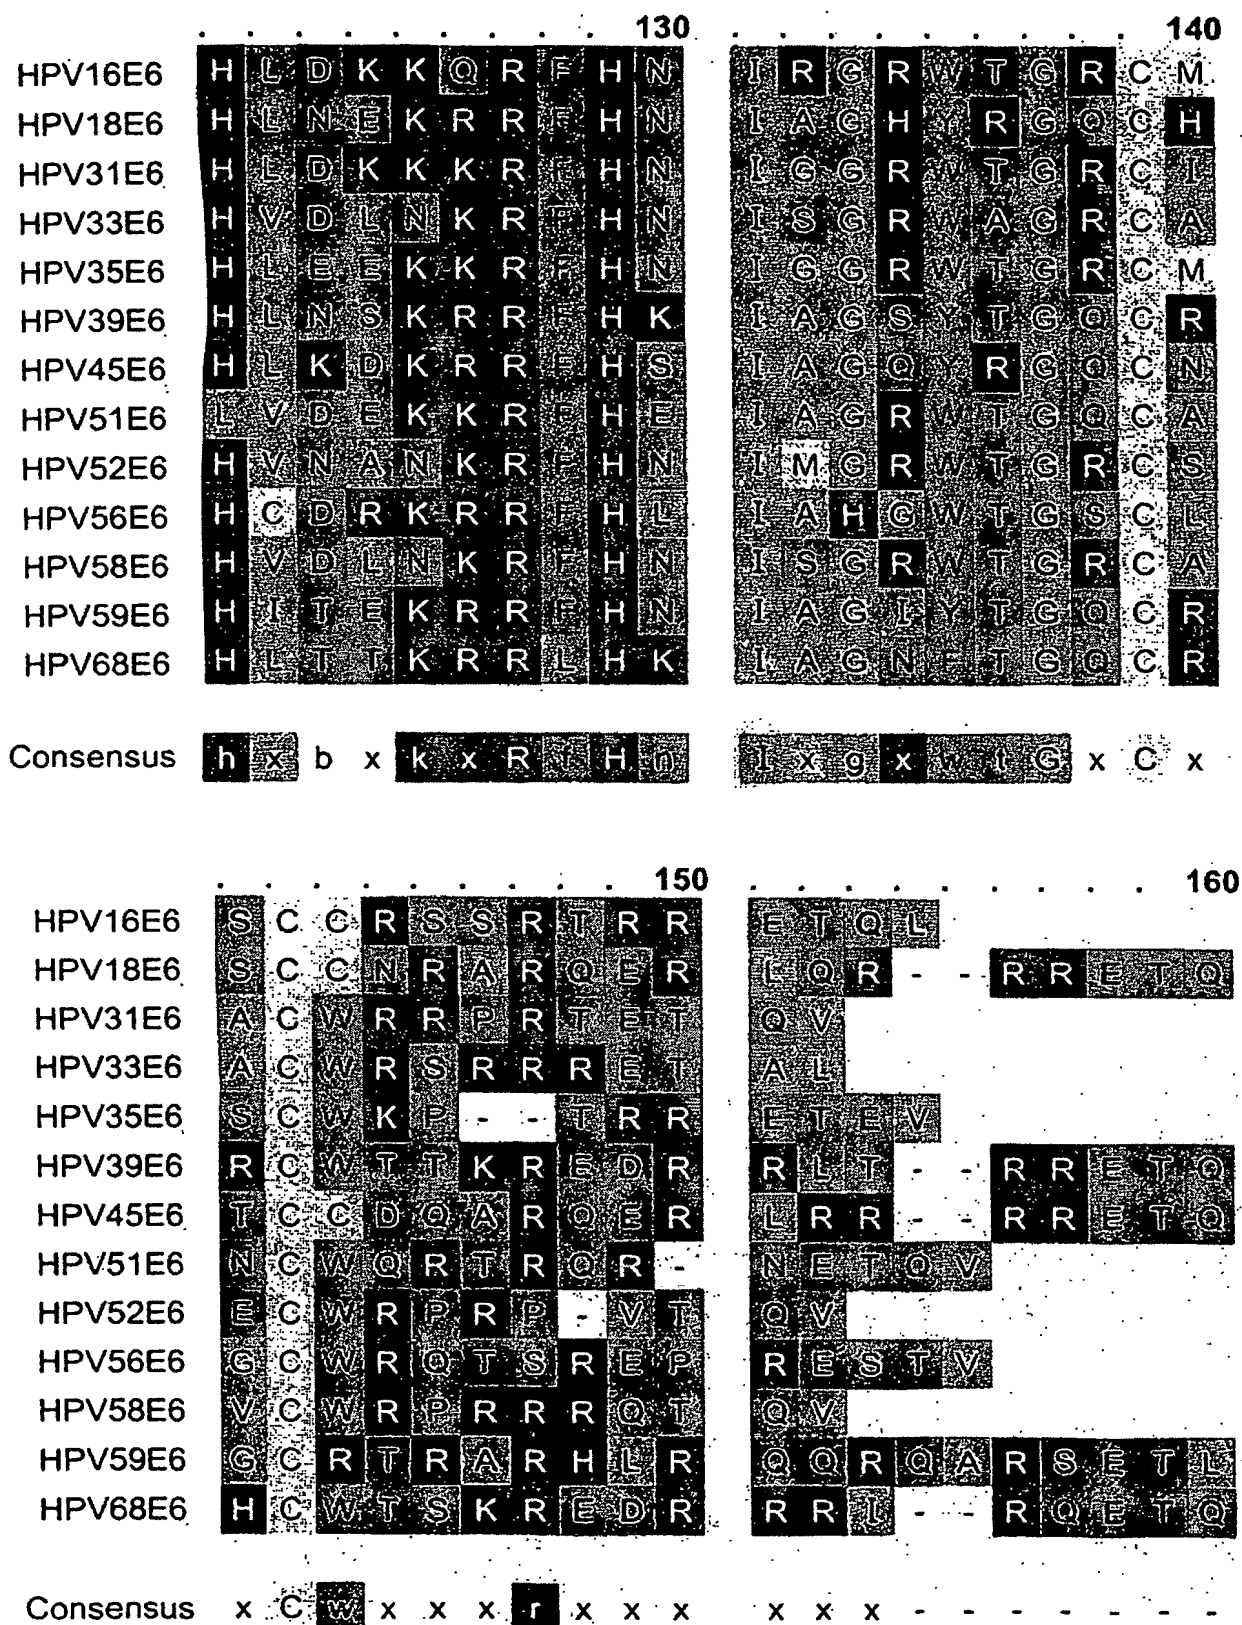 130 140
HPV16E6 H L D K K Q R F H N I R G R W T G R C M
HPV18E6 H L N E K R R F H N I A G H Y R G Q C H
HPV31E6 H L D K K K R F H N I G G R W T G R C I
HPV33E6 H V D L N K R F H N I S G R W A G R C A
HPV35E6 H L E E K K R F H N I G G R W T G R C M
HPV39E6 H L N S K R R F H K I A G S Y T G Q C R
HPV45E6 H L K D K R R F H S I A G Q Y R G Q C N
HPV51E6 L V D E K K R F H E I A G R W T G Q C A
HPV52E6 H V N A N K R F H N I M G R W T G R C S
HPV56E6 H C D R K R R F H L I A H G W T G S C L
HPV58E6 H V D L N K R F H N I S G R W T G R C A
HPV59E6 H I T E K R R F H N I A G I Y T G Q C R
HPV68E6 H L T T K R R L H K I A G N F T G Q C R
Consensus h x b x k x R f H n I x g x w t G x C x
150 160
HPV16E6 S C C R S S R T R R E T Q L
HPV18E6 S C C N R A R Q E R L Q R - - R R E T Q
HPV31E6 A C W R R P R T E T Q V
HPV33E6 A C W R S R R R E T A L
HPV35E6 S C W K P - - T R R E T E V
HPV39E6 R C W T T K R E D R R L T - - R R E T Q
HPV45E6 T C C D Q A R Q E R L R R - - R R E T Q
HPV51E6 N C W Q R T R Q R - N E T Q V
HPV52E6 E C W R P R P - V T Q V
HPV56E6 G C W R Q T S R E P R E S T V
HPV58E6 V C W R P R R R Q T Q V
HPV59E6 G C R T R A R H L R Q Q R Q A R S E T L
HPV68E6 H C W T S K R E D R R R I - - R Q E T Q
Consensus x C w x x x r x x x x x x - - - - - - -